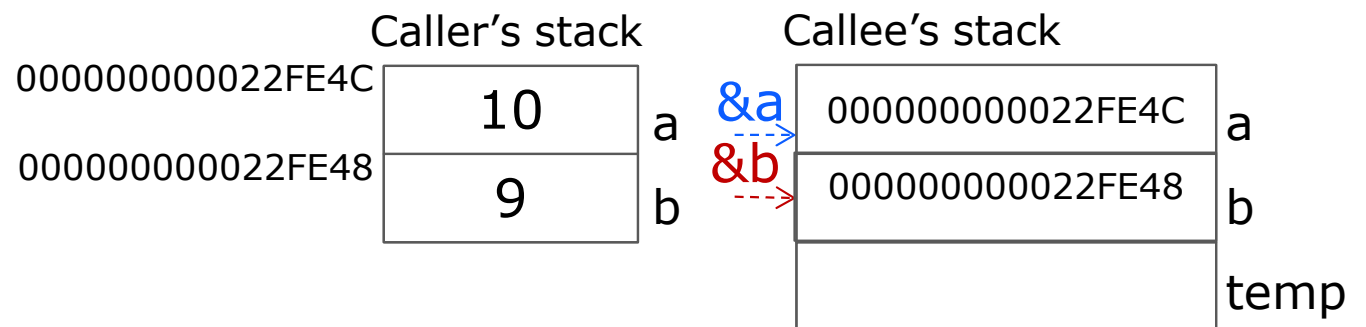 Caller's stack
Callee's stack
000000000022FE4C
10
a
000000000022FE48
9
b
&a
000000000022FE4C
a
&b
000000000022FE48
b
temp